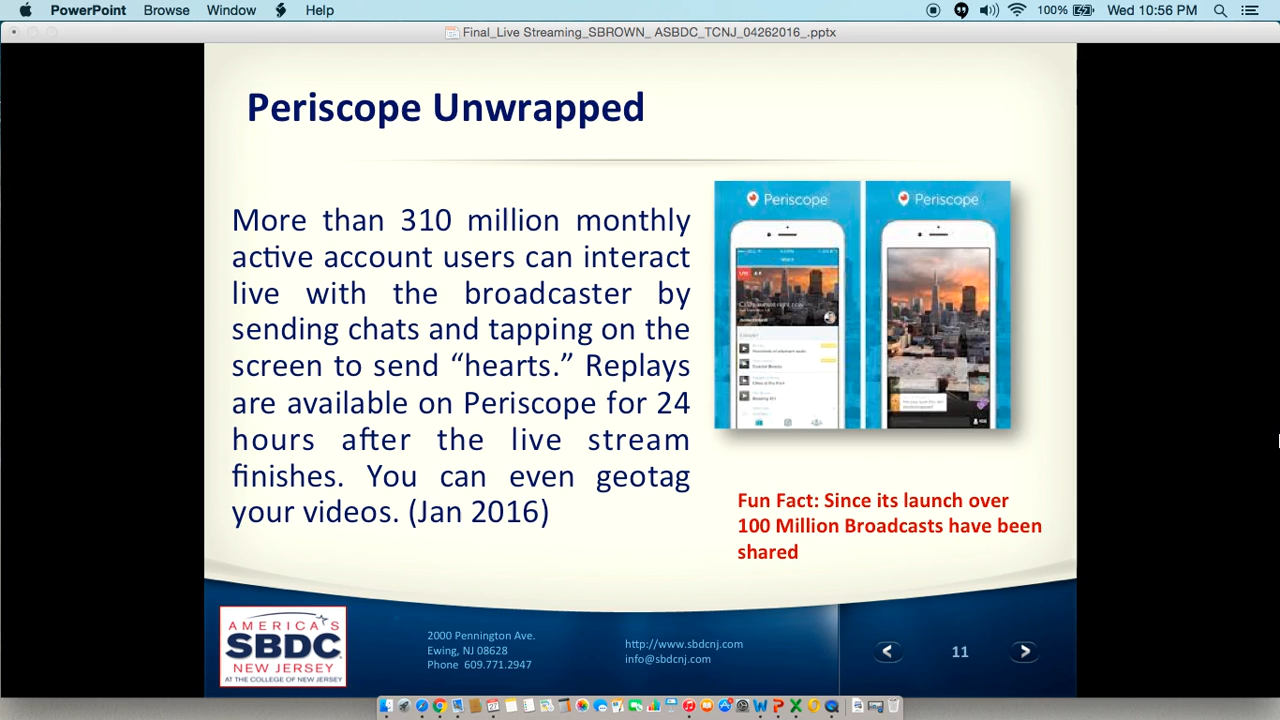 PowerPoint Browse Window Help
100% Wed 10:56 PM
Final_Live Streaming_SBROWN_ ASBDC_TCNJ_04262016_.pptx
Periscope Unwrapped
More than 310 million monthly
active account users can interact
live with the broadcaster by
sending chats and tapping on the
screen to send “hearts.” Replays
are available on Periscope for 24
hours after the live stream
finishes. You can even geotag
your videos. (Jan 2016)
Periscope
Periscope
Fun Fact: Since its launch over
100 Million Broadcasts have been
shared
AMERICA'S
SBDC
NEW JERSEY
AT THE COLLEGE OF NEW JERSEY
2000 Pennington Ave.
Ewing, NJ 08628
Phone 609.771.2947
http://www.sbdcnj.com
info@sbdcnj.com
11